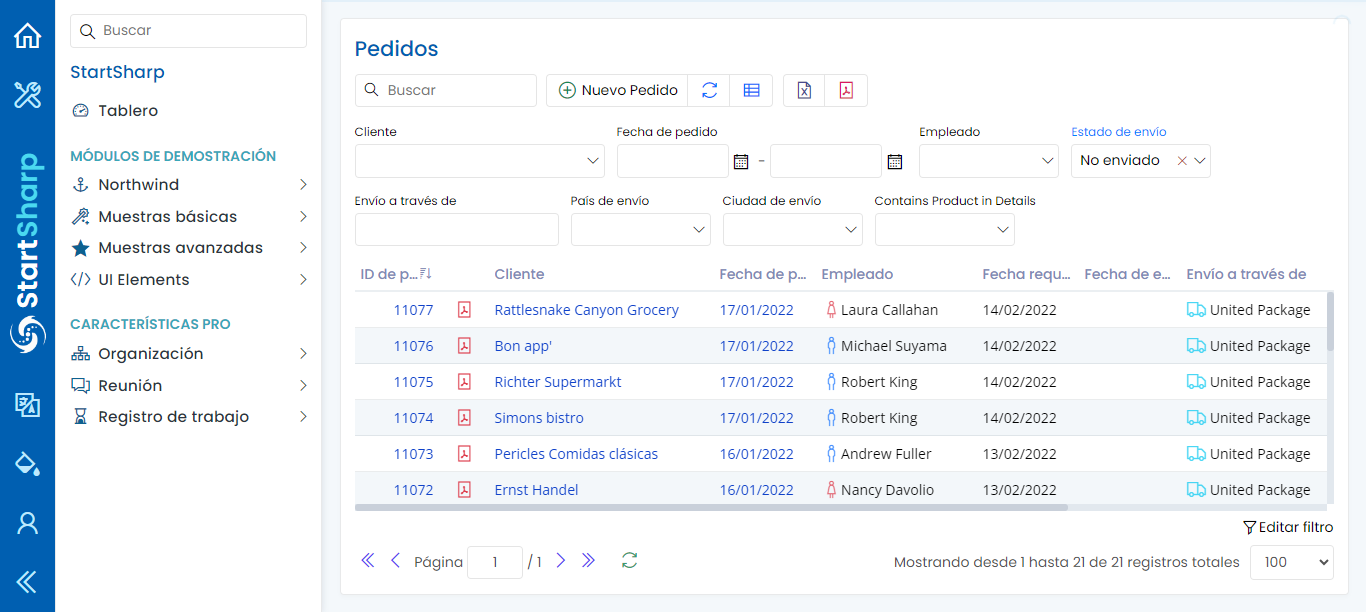 StartSharp
Buscar
StartSharp
Tablero
MÓDULOS DE DEMOSTRACIÓN
Northwind
Muestras básicas
Muestras avanzadas
UI Elements
CARACTERÍSTICAS PRO
Organización
Reunión
Registro de trabajo
Pedidos
Buscar Nuevo Pedido
Cliente Fecha de pedido Empleado Estado de envío
- No enviado
Envío a través de País de envío Ciudad de envío Contains Product in Details
ID de p... Cliente Fecha de p... Empleado Fecha requ... Fecha de e... Envío a través de
11077 Rattlesnake Canyon Grocery 17/01/2022 Laura Callahan 14/02/2022 United Package
11076 Bon app' 17/01/2022 Michael Suyama 14/02/2022 United Package
11075 Richter Supermarkt 17/01/2022 Robert King 14/02/2022 United Package
11074 Simons bistro 17/01/2022 Robert King 14/02/2022 United Package
11073 Pericles Comidas clásicas 16/01/2022 Andrew Fuller 13/02/2022 United Package
11072 Ernst Handel 16/01/2022 Nancy Davolio 13/02/2022 United Package
Editar filtro
Página 1 / 1 Mostrando desde 1 hasta 21 de 21 registros totales 100